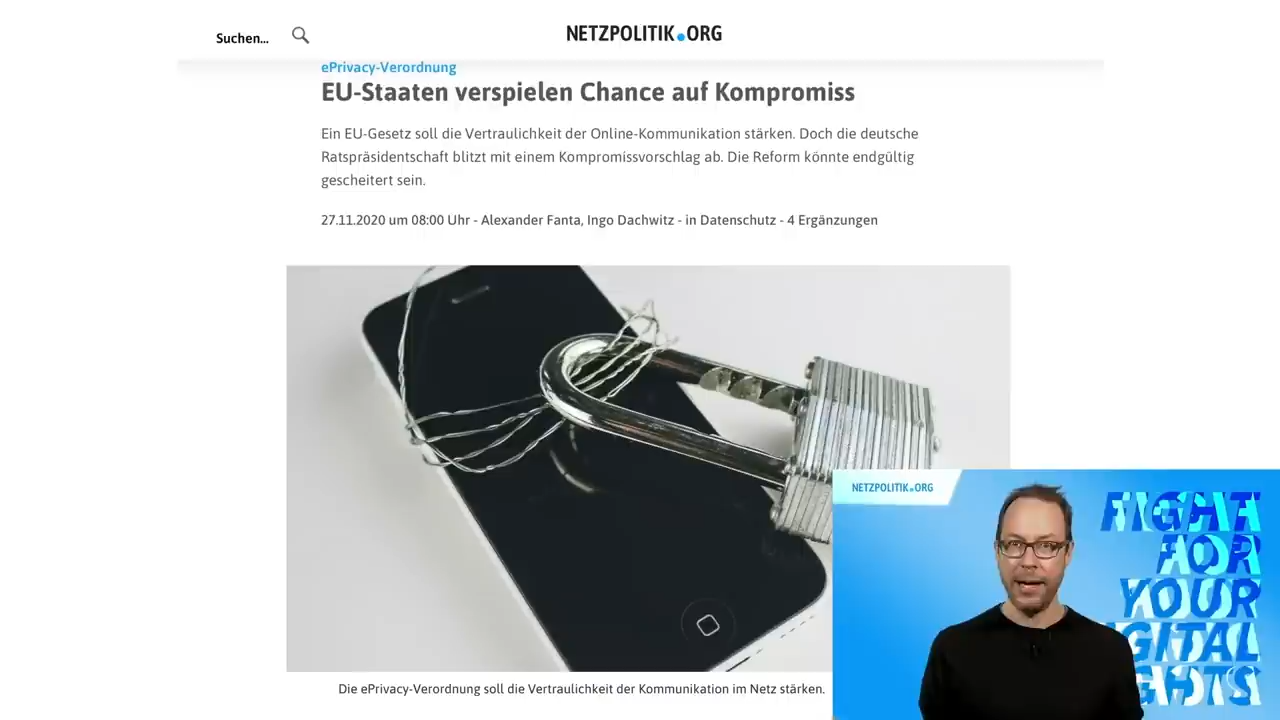 Suchen...
NETZPOLITIK.ORG
ePrivacy-Verordnung
EU-Staaten verspielen Chance auf Kompromiss
Ein EU-Gesetz soll die Vertraulichkeit der Online-Kommunikation stärken. Doch die deutsche
Ratspräsidentschaft blitzt mit einem Kompromissvorschlag ab. Die Reform könnte endgültig
gescheitert sein.
27.11.2020 um 08:00 Uhr - Alexander Fanta, Ingo Dachwitz - in Datenschutz - 4 Ergänzungen
Die ePrivacy-Verordnung soll die Vertraulichkeit der Kommunikation im Netz stärken.
NETZPOLITIK.ORG
FIGHT
FOR
YOUR
IGITAL
GHTS